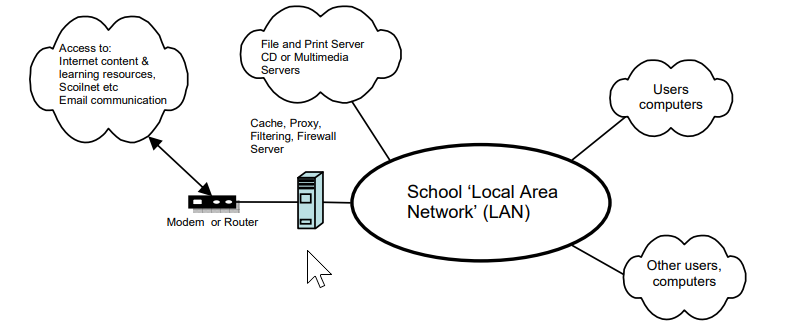 Access to:
Internet content &
learning resources,
Scoilnet etc
Email communication
File and Print Server
CD or Multimedia
Servers
Cache, Proxy,
Filtering, Firewall
Server
Modem or Router
School ‘Local Area
Network’ (LAN)
Users
computers
Other users,
computers